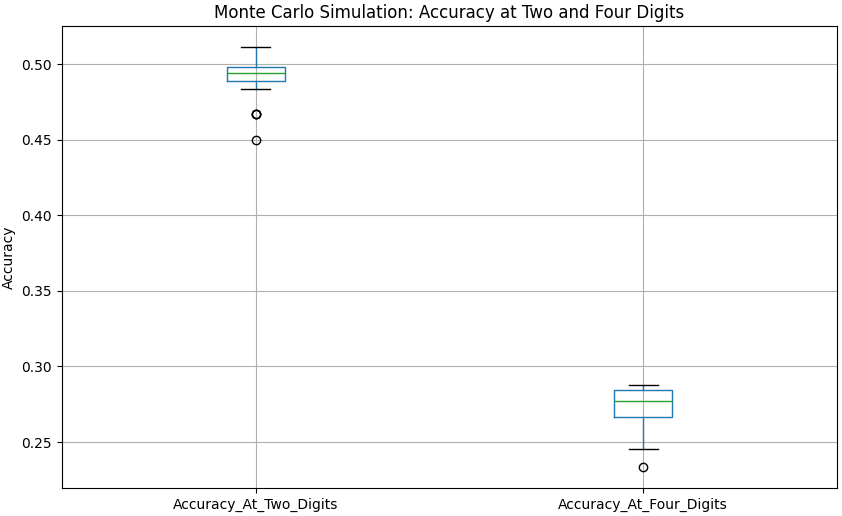 Monte Carlo Simulation: Accuracy at Two and Four Digits
0.50
0.45
0.40
0.35
0.30
0.25
Accuracy
Accuracy_At_Two_Digits
Accuracy_At_Four_Digits